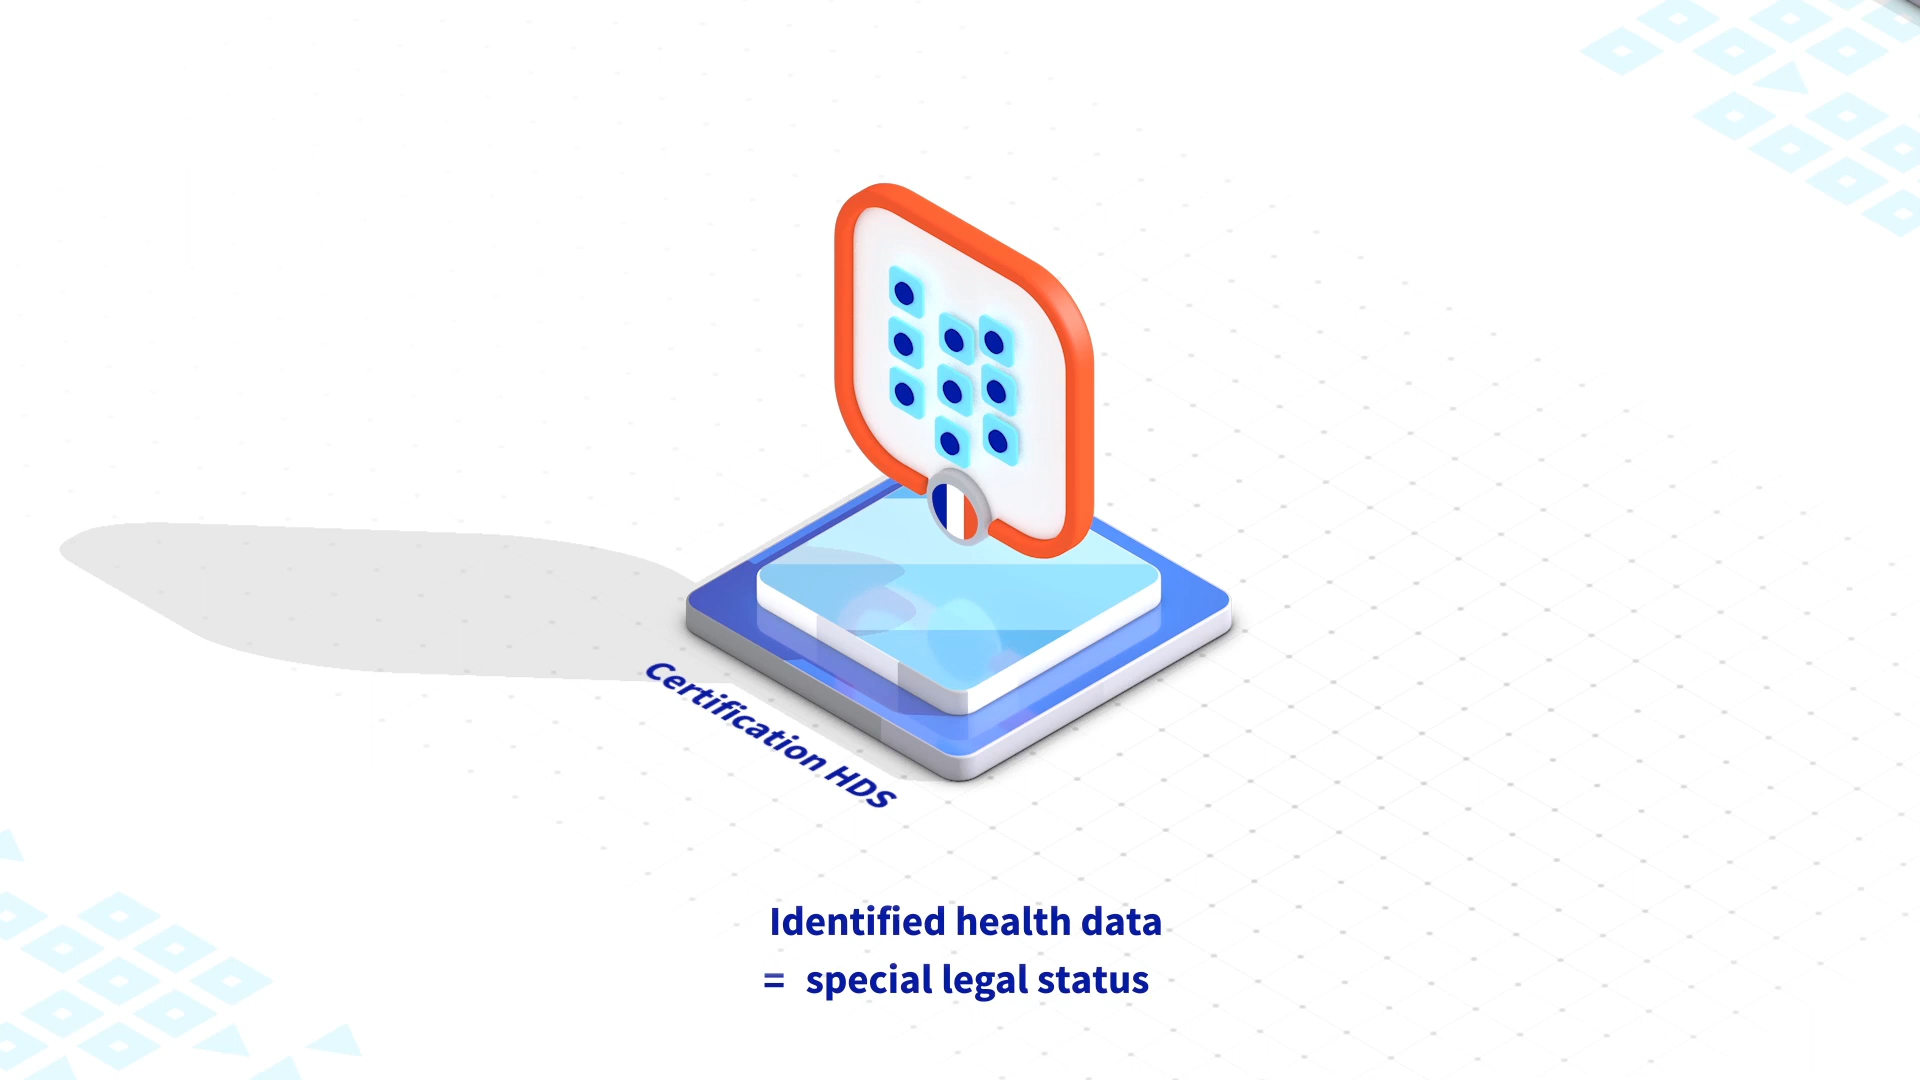 Certification HDS
Identified health data
= special legal status